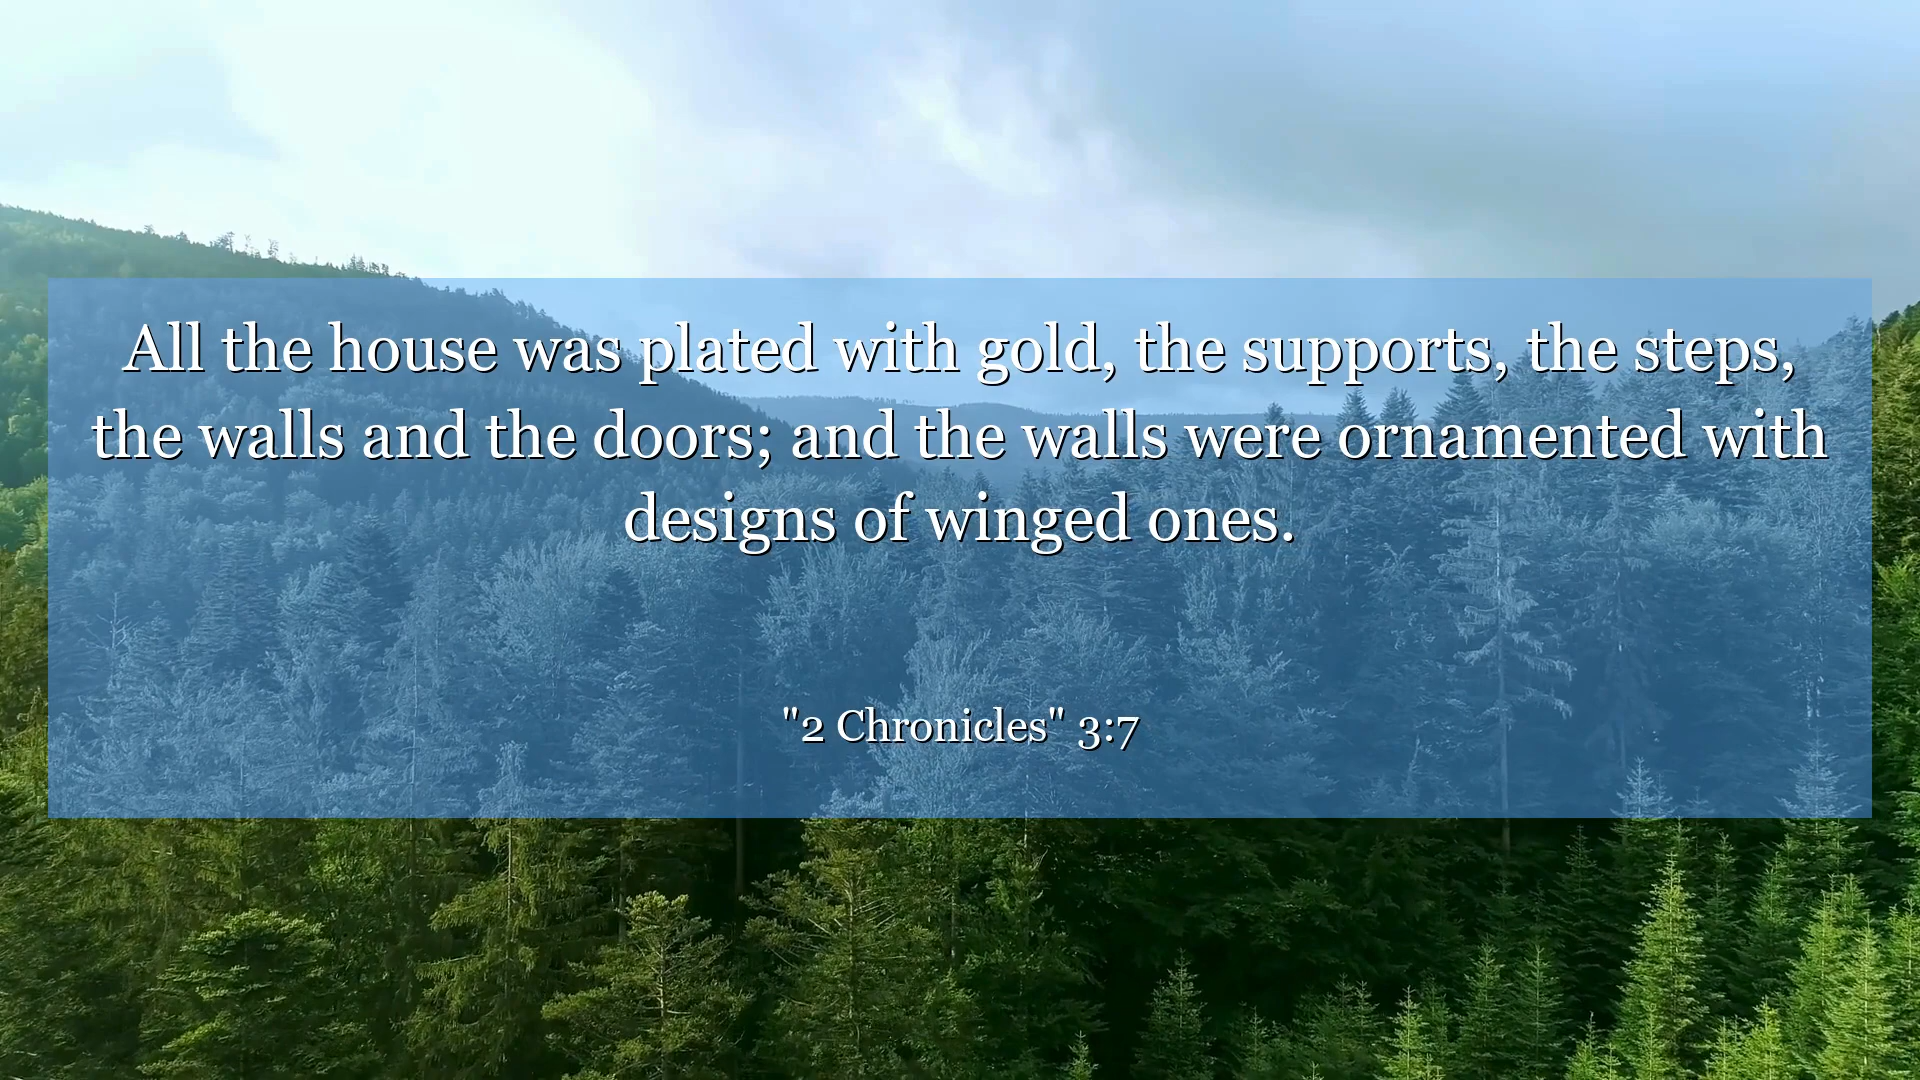 All the house was plated with gold, the supports, the steps,
the walls and the doors; and the walls were ornamented with
designs of winged ones.
"2 Chronicles" 3:7